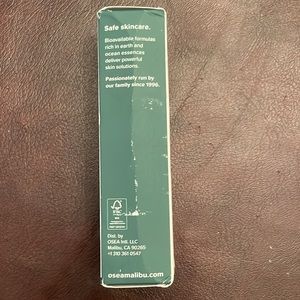 Safe skincare.
Bioavailable formulas
rich in earth and
ocean essences
deliver powerful
skin solutions.
Passionately run by
our family since 1996.
FSC
MIX
Dist. by
OSEA Intl. LLC
Malibu, CA 90265
+1 310 361 0547
oseamalibu.com